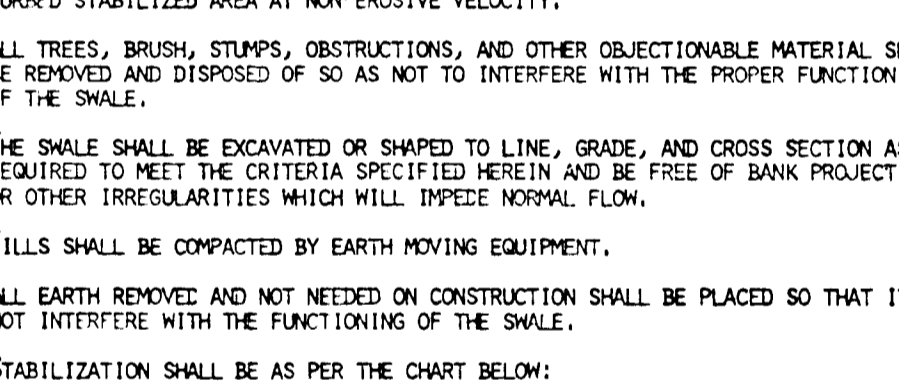 STABILIZED AREA AT NON-EROSIVE VELOCITY.
LL TREES, BRUSH, STUMPS, OBSTRUCTIONS, AND OTHER OBJECTIONABLE MATERIAL S
E REMOVED AND DISPOSED OF SO AS NOT TO INTERFERE WITH THE PROPER FUNCTION
F THE SWALE.
HE SWALE SHALL BE EXCAVATED OR SHAPED TO LINE, GRADE, AND CROSS SECTION A
EQUIRED TO MEET THE CRITERIA SPECIFIED HEREIN AND BE FREE OF BANK PROJECT
R OTHER IRREGULARITIES WHICH WILL IMPEDE NORMAL FLOW.
ILLS SHALL BE COMPACTED BY EARTH MOVING EQUIPMENT.
LL EARTH REMOVED AND NOT NEEDED ON CONSTRUCTION SHALL BE PLACED SO THAT I
OT INTERFERE WITH THE FUNCTIONING OF THE SWALE.
STABILIZATION SHALL BE AS PER THE CHART BELOW: